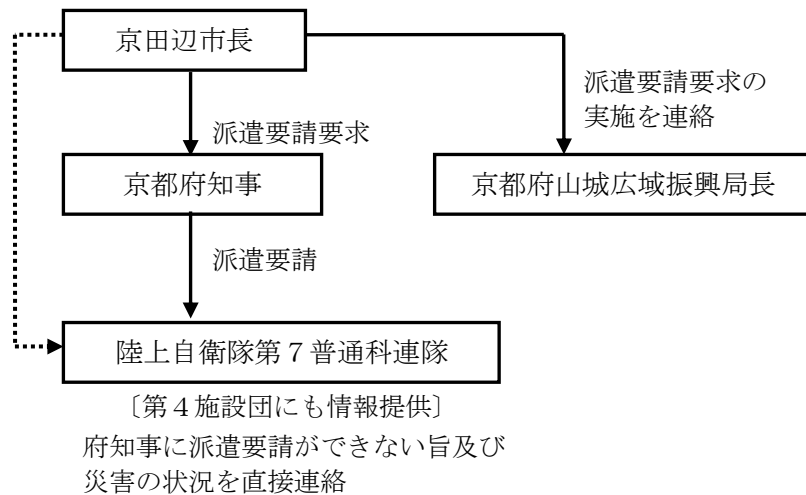 京田辺市長
派遣要請要求の
実施を連絡
派遣要請要求
京都府知事
京都府山城広域振興局長
派遣要請
陸上自衛隊第７普通科連隊
〔第４施設団にも情報提供〕
府知事に派遣要請ができない旨及び
災害の状況を直接連絡